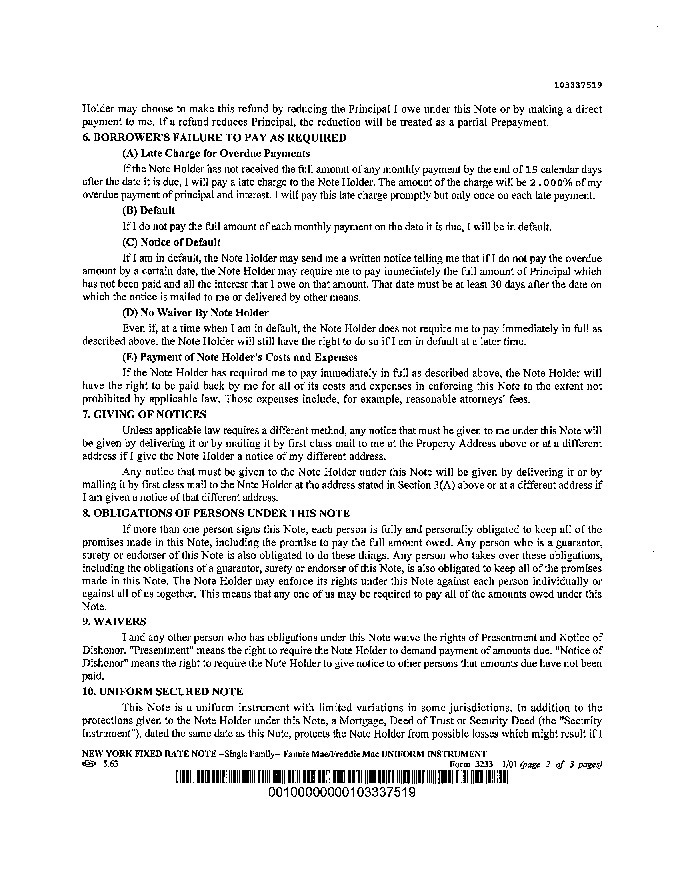 103337519
Holder may choose to make this refund by reducing the Principal I owe under this Note or by making a direct
payment to me. If a refund reduces Principal, the reduction will be treated as a partial Prepayment.
6. BORROWER'S FAILURE TO PAY AS REQUIRED
(A) Late Charge for Overdue Payments
If the Note Holder has not received the full amount of any monthly payment by the end of 15 calendar days
after the date it is due, I will pay a late charge to the Note Holder. The amount of the charge will be 2.000% of my
overdue payment of principal and interest. I will pay this late charge promptly but only once on each late payment.
(B) Default
If I do not pay the full amount of each monthly payment on the date it is due, I will be in default.
(C) Notice of Default
If I am in default, the Note Holder may send me a written notice telling me that if I do not pay the overdue
amount by a certain date, the Note Holder may require me to pay immediately the full amount of Principal which
has not been paid and all the interest that I owe on that amount. That date must be at least 30 days after the date on
which the notice is mailed to me or delivered by other means.
(D) No Waiver By Note Holder
Even if, at a time when I am in default, the Note Holder does not require me to pay immediately in full as
described above, the Note Holder will still have the right to do so if I am in default at a later time.
(E) Payment of Note Holder's Costs and Expenses
If the Note Holder has required me to pay immediately in full as described above, the Note Holder will
have the right to be paid back by me for all of its costs and expenses in enforcing this Note to the extent not
prohibited by applicable law. Those expenses include, for example, reasonable attorneys' fees.
7. GIVING OF NOTICES
Unless applicable law requires a different method, any notice that must be given to me under this Note will
be given by delivering it or by mailing it by first class mail to me at the Property Address above or at a different
address if I give the Note Holder a notice of my different address.
Any notice that must be given to the Note Holder under this Note will be given by delivering it or by
mailing it by first class mail to the Note Holder at the address stated in Section 3(A) above or at a different address if
I am given a notice of that different address.
8. OBLIGATIONS OF PERSONS UNDER THIS NOTE
If more than one person signs this Note, each person is fully and personally obligated to keep all of the
promises made in this Note, including the promise to pay the full amount owed. Any person who is a guarantor,
surety or endorser of this Note is also obligated to do these things. Any person who takes over these obligations,
including the obligations of a guarantor, surety or endorser of this Note, is also obligated to keep all of the promises
made in this Note. The Note Holder may enforce its rights under this Note against each person individually or
against all of us together. This means that any one of us may be required to pay all of the amounts owed under this
Note.
9. WAIVERS
I and any other person who has obligations under this Note waive the rights of Presentment and Notice of
Dishonor. "Presentment" means the right to require the Note Holder to demand payment of amounts due. "Notice of
Dishonor" means the right to require the Note Holder to give notice to other persons that amounts due have not been
paid.
10. UNIFORM SECURED NOTE
This Note is a uniform instrument with limited variations in some jurisdictions. In addition to the
protections given to the Note Holder under this Note, a Mortgage, Deed of Trust or Security Deed (the "Security
Instrument"), dated the same date as this Note, protects the Note Holder from possible losses which might result if I
NEW YORK FIXED RATE NOTE--Single Family-- Fannie Mae/Freddie Mac UNIFORM INSTRUMENT
5.63 Form 3233 1/01 (page 2 of 3 pages)
00100000000103337519